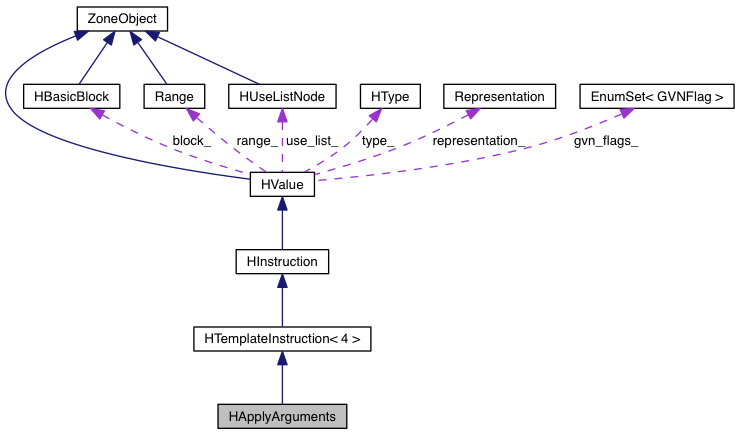 ZoneObject
HBasicBlock
Range
HUseListNode
HType
Representation
EnumSet< GVNFlag >
block_
range_
use_list_
type_
representation_
gvn_flags_
HValue
HInstruction
HTemplateInstruction< 4 >
HApplyArguments